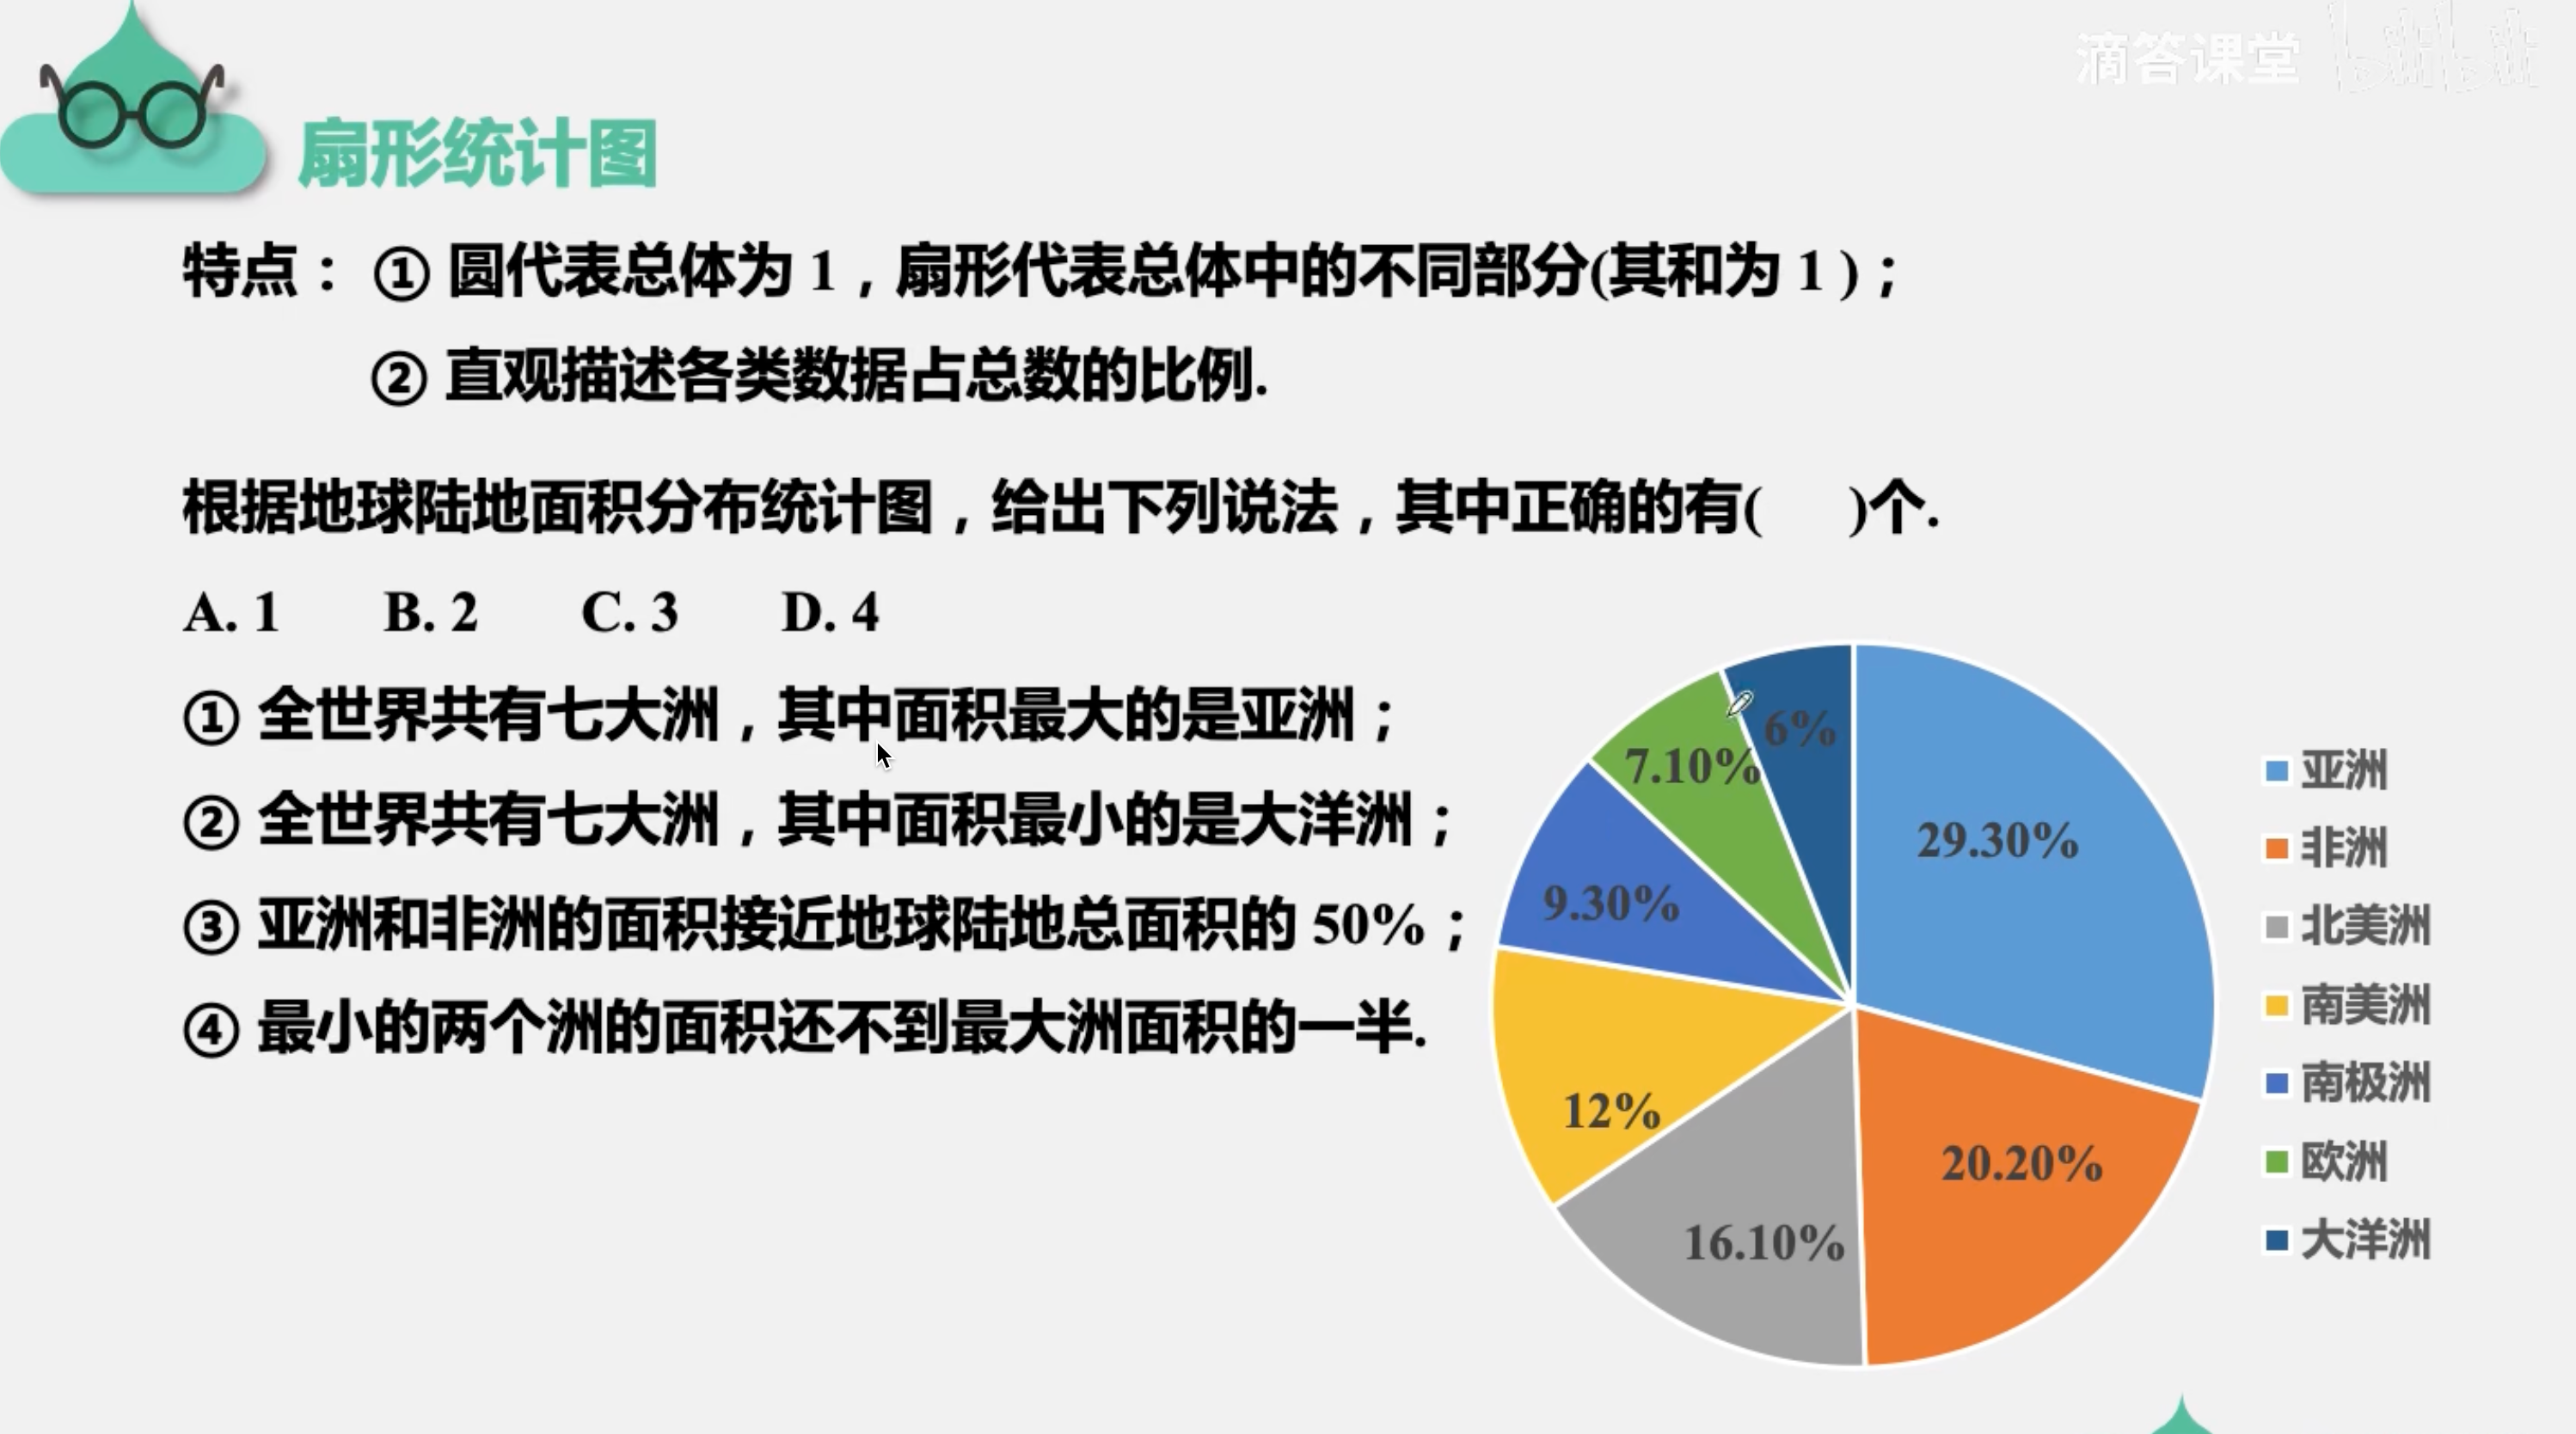 滴答课堂 bilibili
扇形统计图
特点：① 圆代表总体为 1，扇形代表总体中的不同部分(其和为 1 )；
② 直观描述各类数据占总数的比例.
根据地球陆地面积分布统计图，给出下列说法，其中正确的有(     )个.
A. 1 B. 2 C. 3 D. 4
① 全世界共有七大洲，其中面积最大的是亚洲；
② 全世界共有七大洲，其中面积最小的是大洋洲；
③ 亚洲和非洲的面积接近地球陆地总面积的 50%；
④ 最小的两个洲的面积还不到最大洲面积的一半.
6%
7.10%
29.30%
9.30%
12%
20.20%
16.10%
亚洲
非洲
北美洲
南美洲
南极洲
欧洲
大洋洲